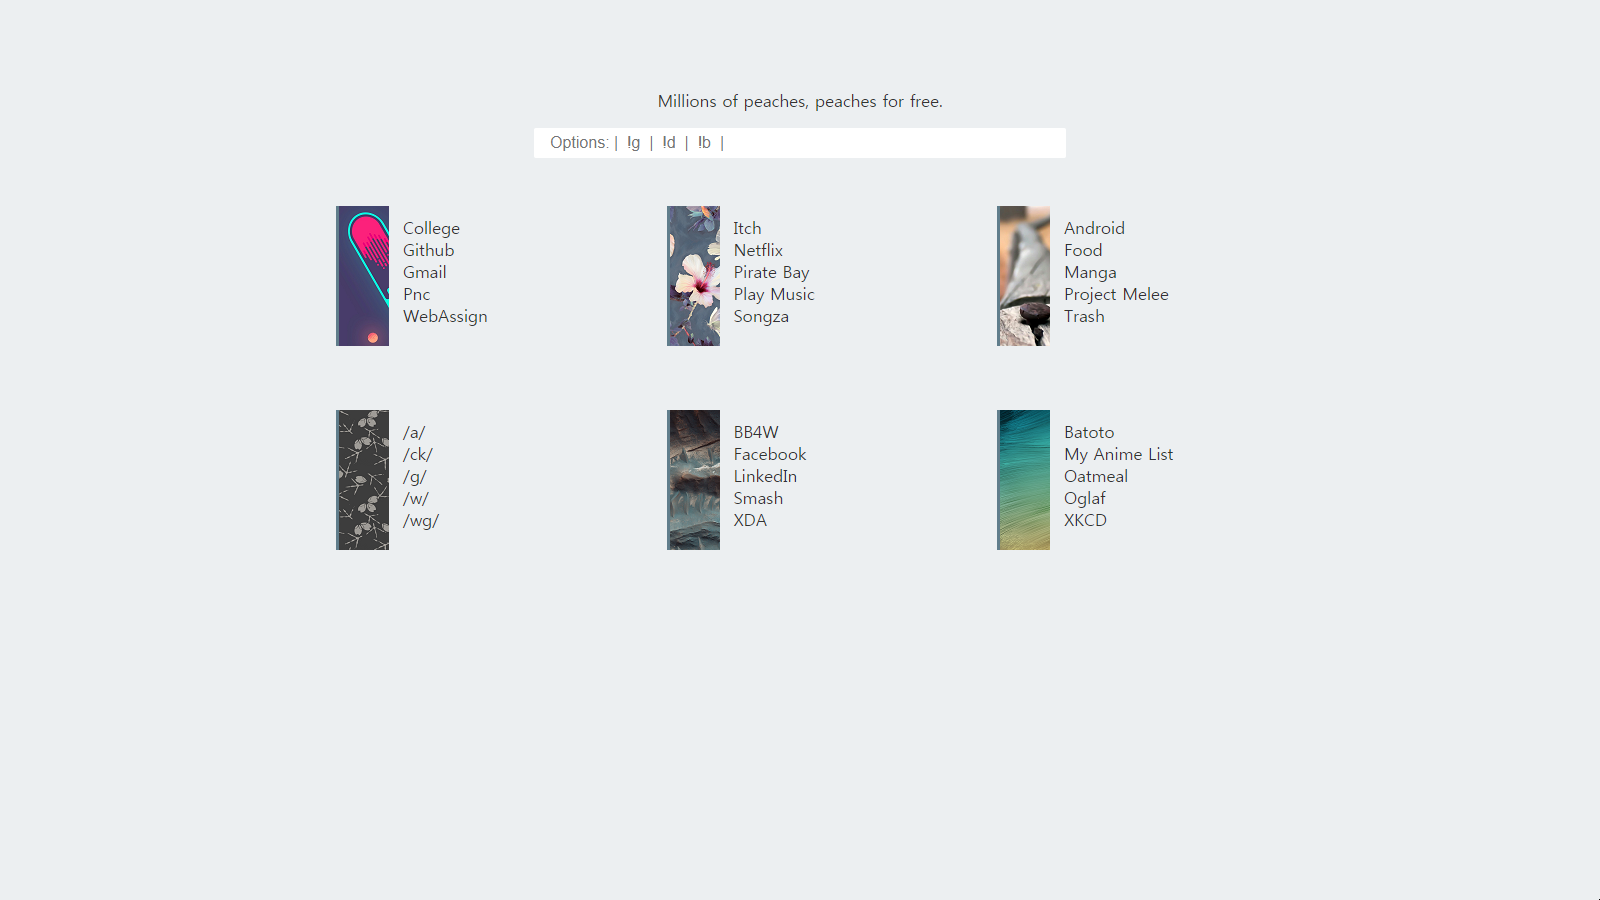 Millions of peaches, peaches for free.
Options: | !g | !d | !b |
College
Github
Gmail
Pnc
WebAssign
Itch
Netflix
Pirate Bay
Play Music
Songza
Android
Food
Manga
Project Melee
Trash
/a/
/ck/
/g/
/w/
/wg/
BB4W
Facebook
LinkedIn
Smash
XDA
Batoto
My Anime List
Oatmeal
Oglaf
XKCD